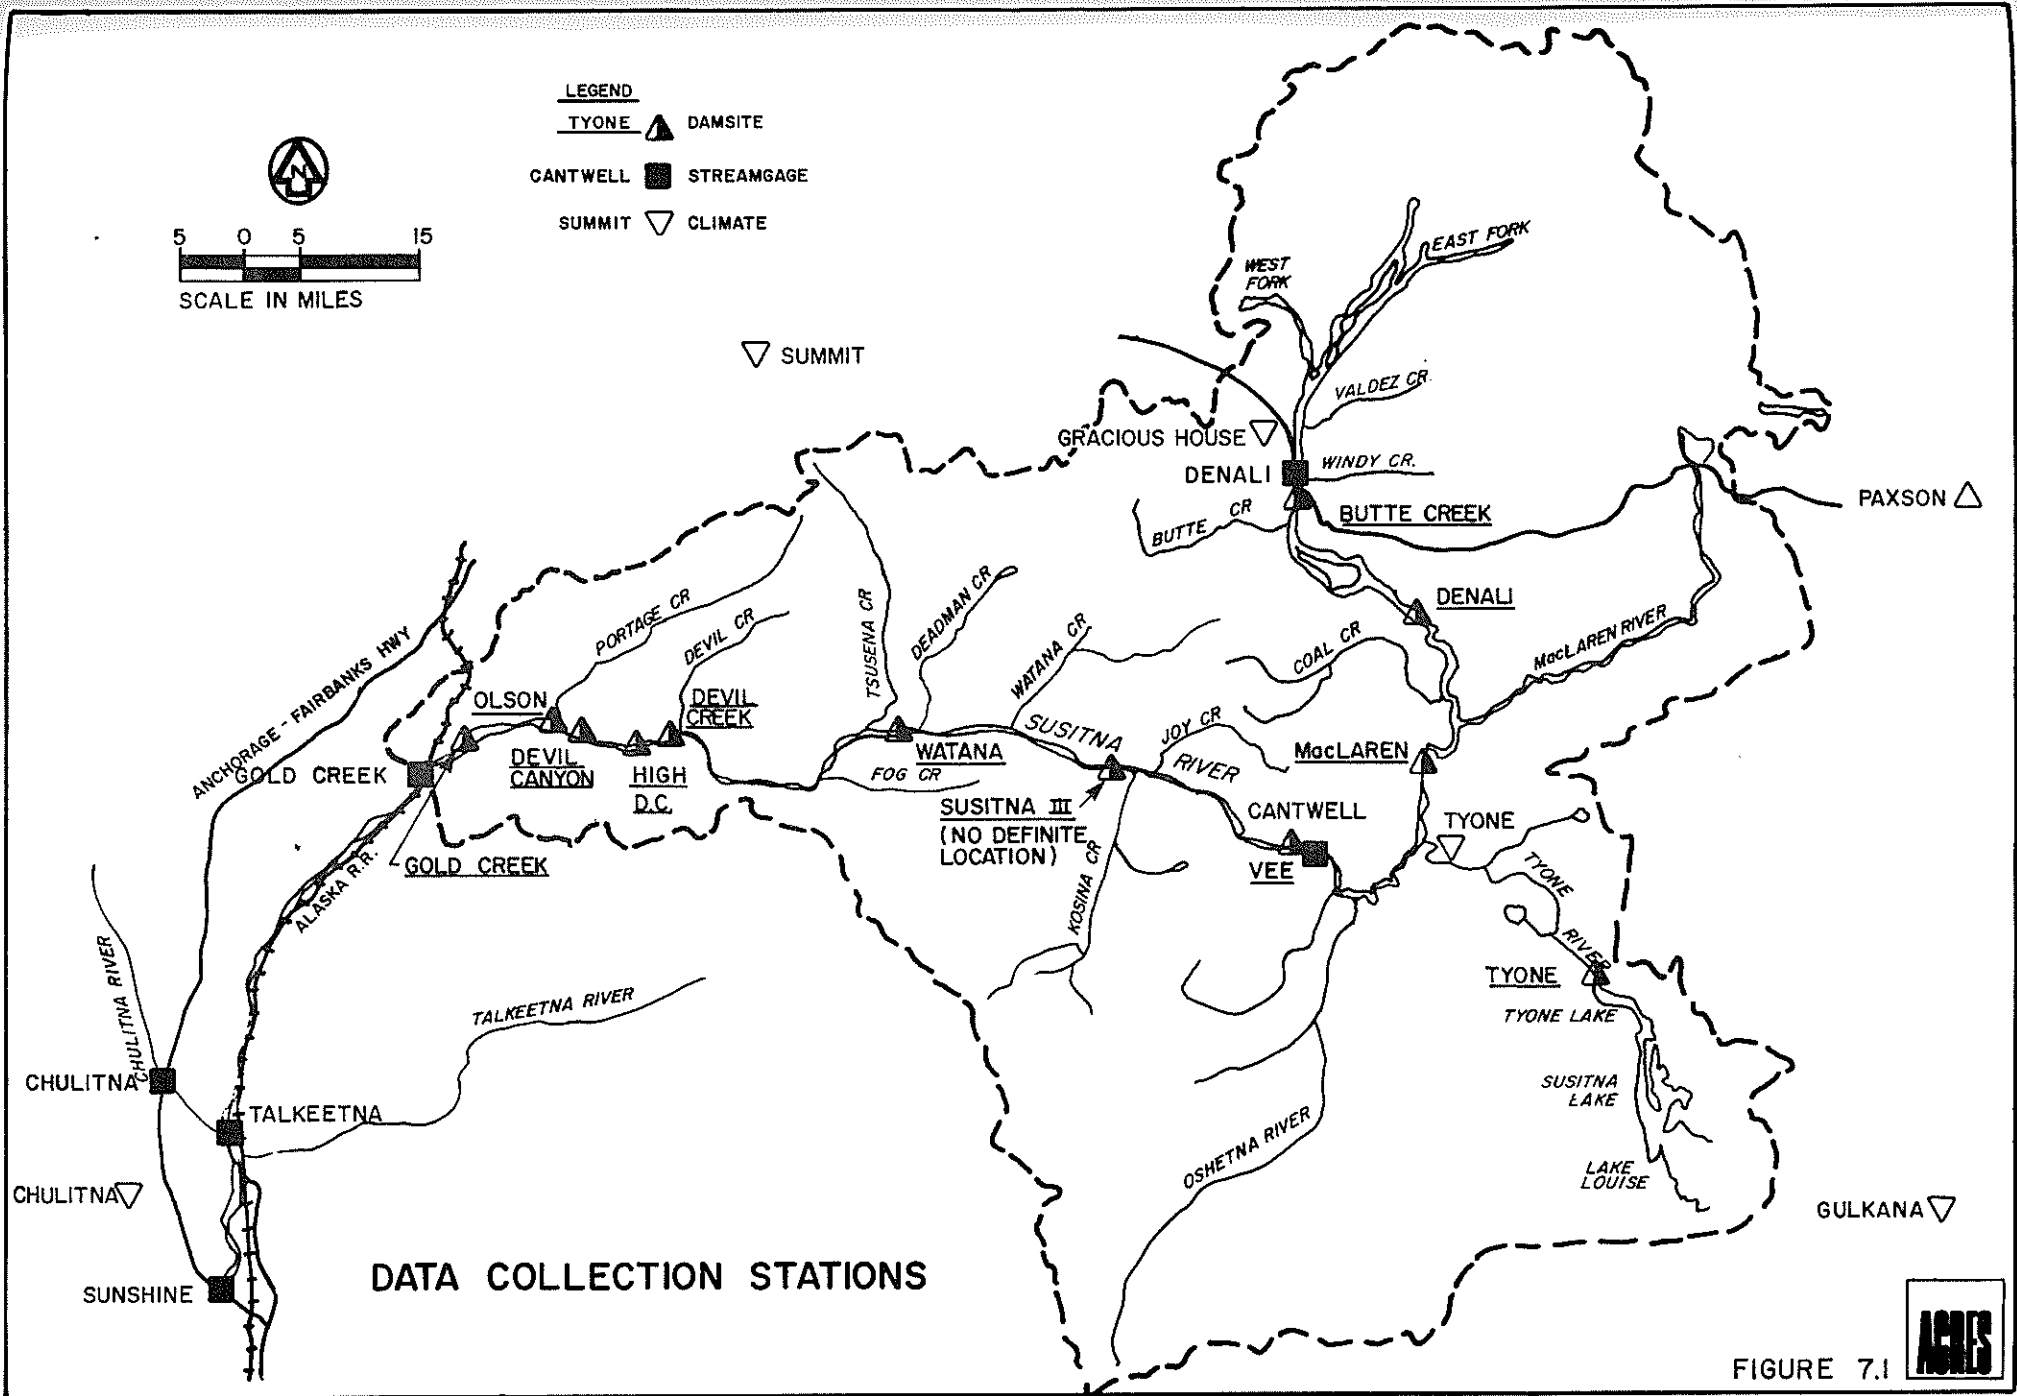 LEGEND
TYONE DAMSITE
CANTWELL STREAMGAGE
SUMMIT CLIMATE
N
5 0 5 15
SCALE IN MILES
SUMMIT
WEST
FORK
EAST FORK
VALDEZ CR.
GRACIOUS HOUSE
DENALI
WINDY CR.
BUTTE CR
BUTTE CREEK
PAXSON
DENALI
MacLAREN RIVER
COAL CR
ANCHORAGE - FAIRBANKS HWY
PORTAGE CR
DEVIL CR
TSUSENA CR
DEADMAN CR
WATANA CR
OLSON
DEVIL
CREEK
DEVIL
CANYON
HIGH
D.C.
WATANA
FOG CR
SUSITNA
RIVER
JOY CR
MacLAREN
GOLD CREEK
GOLD CREEK
ALASKA R.R.
SUSITNA III
(NO DEFINITE
LOCATION)
KOSINA CR
CANTWELL
VEE
TYONE
TYONE
RIVER
TYONE
TYONE LAKE
SUSITNA
LAKE
LAKE
LOUISE
OSHETNA RIVER
CHULITNA RIVER
TALKEETNA RIVER
CHULITNA
TALKEETNA
CHULITNA
SUNSHINE
GULKANA
DATA COLLECTION STATIONS
FIGURE 7.1
ACRES